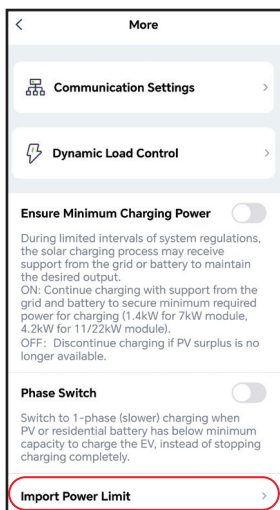 More
Communication Settings
Dynamic Load Control
Ensure Minimum Charging Power
During limited intervals of system regulations,
the solar charging process may receive
support from the grid or battery to maintain
the desired output.
ON: Continue charging with support from the
grid and battery to secure minimum required
power for charging (1.4kW for 7kW module,
4.2kW for 11/22kW module).
OFF: Discontinue charging if PV surplus is no
longer available.
Phase Switch
Switch to 1-phase (slower) charging when
PV or residential battery has below minimum
capacity to charge the EV, instead of stopping
charging completely.
Import Power Limit